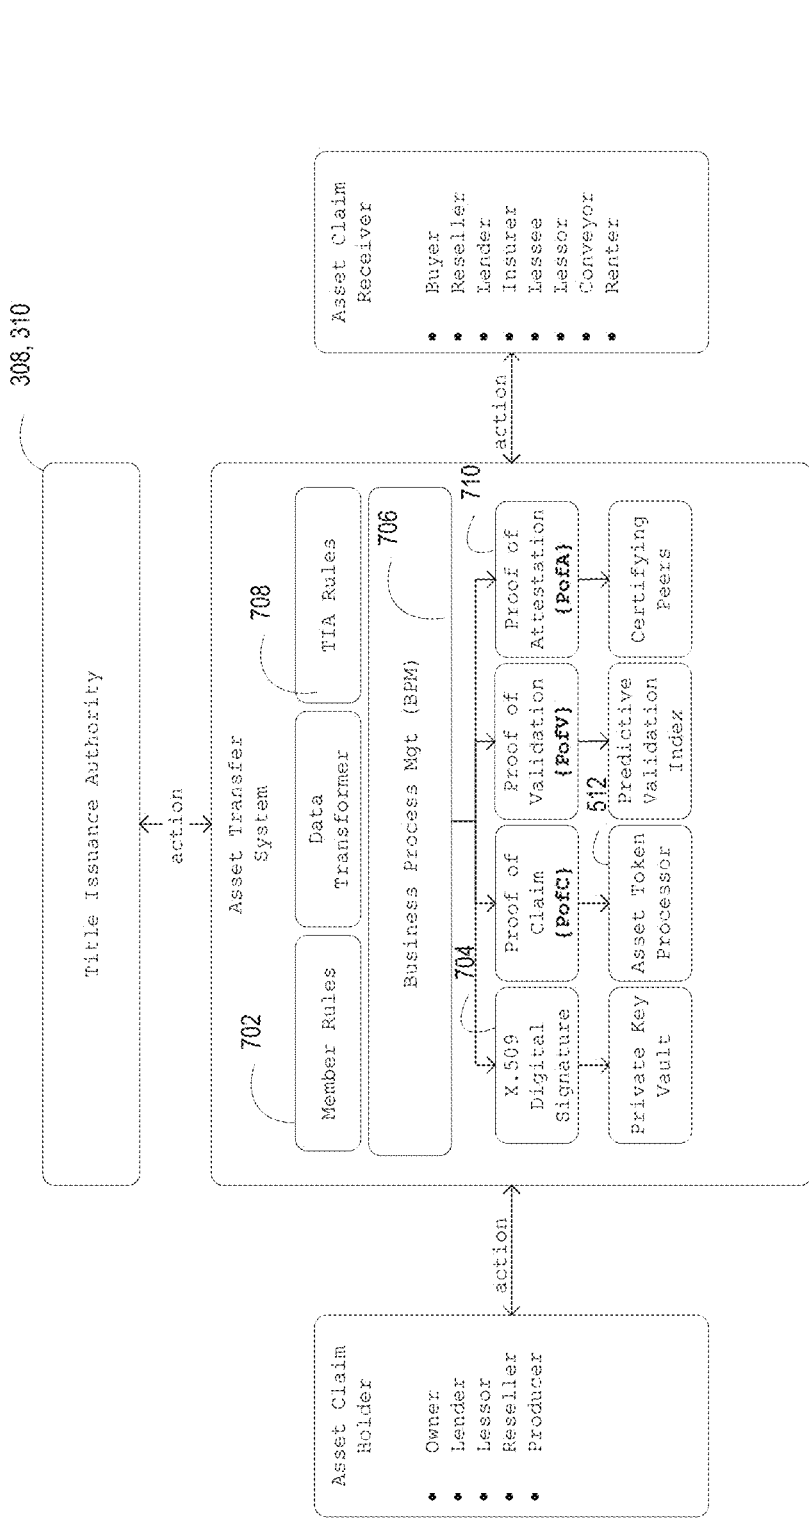 308, 310
Title Issuance Authority
action
Asset Transfer
System
702
708
Member Rules
Data
Transformer
TIA Rules
Business Process Mgt (BPM)
706
704
710
X.509
Digital
Signature
Proof of
Claim
{PofC}
Proof of
Validation
{PofV}
Proof of
Attestation
{PofA}
512
Private Key
Vault
Asset Token
Processor
Predictive
Validation
Index
Certifying
Peers
action
Asset Claim
Holder
• Owner
• Lender
• Lessor
• Reseller
• Producer
action
Asset Claim
Receiver
• Buyer
• Reseller
• Lender
• Insurer
• Lessee
• Lessor
• Conveyor
• Renter